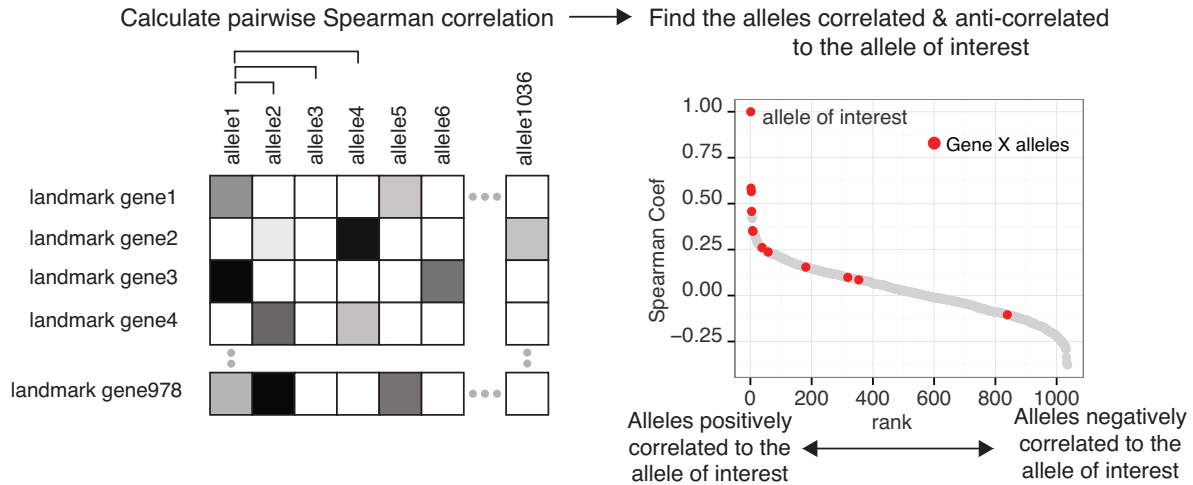 Calculate pairwise Spearman correlation
Find the alleles correlated & anti-correlated
to the allele of interest
allele1
allele2
allele3
allele4
allele5
allele6
allele1036
landmark gene1
landmark gene2
landmark gene3
landmark gene4
landmark gene978
Spearman Coef
1.00
0.75
0.50
0.25
0.00
−0.25
allele of interest
Gene X alleles
0 200 400 600 800 1000
rank
Alleles positively
correlated to the
allele of interest
Alleles negatively
correlated to the
allele of interest